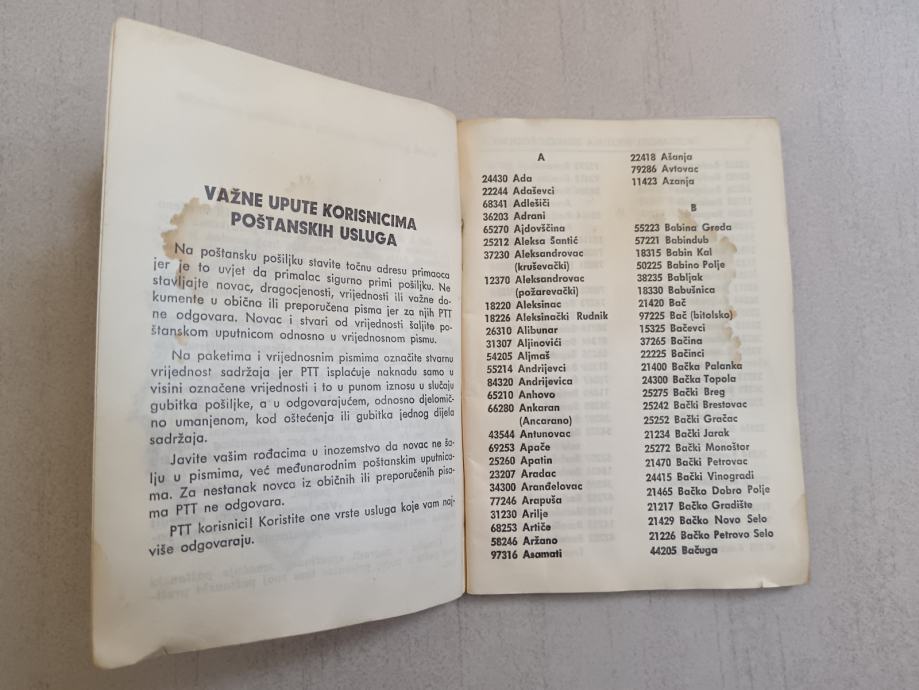 VAŽNE UPUTE KORISNICIMA
POŠTANSKIH USLUGA
Na poštansku pošiljku stavite točnu adresu primaoca
jer je to uvjet da primalac sigurno primi pošiljku. Ne
stavljajte novac, dragocjenosti, vrijednosti ili važne do-
kumente u obična ili preporučena pisma jer za njih PTT
ne odgovara. Novac i stvari od vrijednosti šaljite po-
štanskom uputnicom odnosno u vrijednosnom pismu.
Na paketima i vrijednosnim pismima označite stvarnu
vrijednost sadržaja jer PTT isplaćuje naknadu samo u
visini označene vrijednosti i to u punom iznosu u slučaju
gubitka pošiljke, a u odgovarajućem, odnosno djelomič-
no umanjenom, kod oštećenja ili gubitka jednog dijela
sadržaja.
Javite vašim rođacima u inozemstvo da novac ne ša-
lju u pismima, već međunarodnim poštanskim uputnica-
ma. Za nestanak novca iz običnih ili preporučenih pisa-
ma PTT ne odgovara.
PTT korisnici! Koristite one vrste usluga koje vam naj-
više odgovaraju.
A
24430 Ada
22244 Adaševci
68341 Adlešiči
36203 Adrani
65270 Ajdovščina
25212 Aleksa Šantić
37230 Aleksandrovac
(kruševački)
12370 Aleksandrovac
(požarevački)
18220 Aleksinac
18226 Aleksinački Rudnik
26310 Alibunar
31307 Aljinovići
54205 Aljmaš
55214 Andrijevci
84320 Andrijevica
65210 Anhovo
66280 Ankaran
(Ancarano)
43544 Antunovac
69253 Apače
25260 Apatin
23207 Aradac
34300 Aranđelovac
77246 Arapuša
31230 Arilje
68253 Artiče
58246 Aržano
97316 Asamati
22418 Ašanja
79286 Avtovac
11423 Azanja
B
55223 Babina Greda
57221 Babindub
18315 Babin Kal
50225 Babino Polje
38235 Babljak
18330 Babušnica
21420 Bač
97225 Bač (bitolsko)
15325 Bačevci
37265 Bačina
22225 Bačinci
21400 Bačka Palanka
24300 Bačka Topola
25275 Bački Breg
25242 Bački Brestovac
25252 Bački Gračac
21234 Bački Jarak
25272 Bački Monoštor
21470 Bački Petrovac
24415 Bački Vinogradi
21465 Bačko Dobro Polje
21217 Bačko Gradište
21429 Bačko Novo Selo
21226 Bačko Petrovo Selo
44205 Bačuga